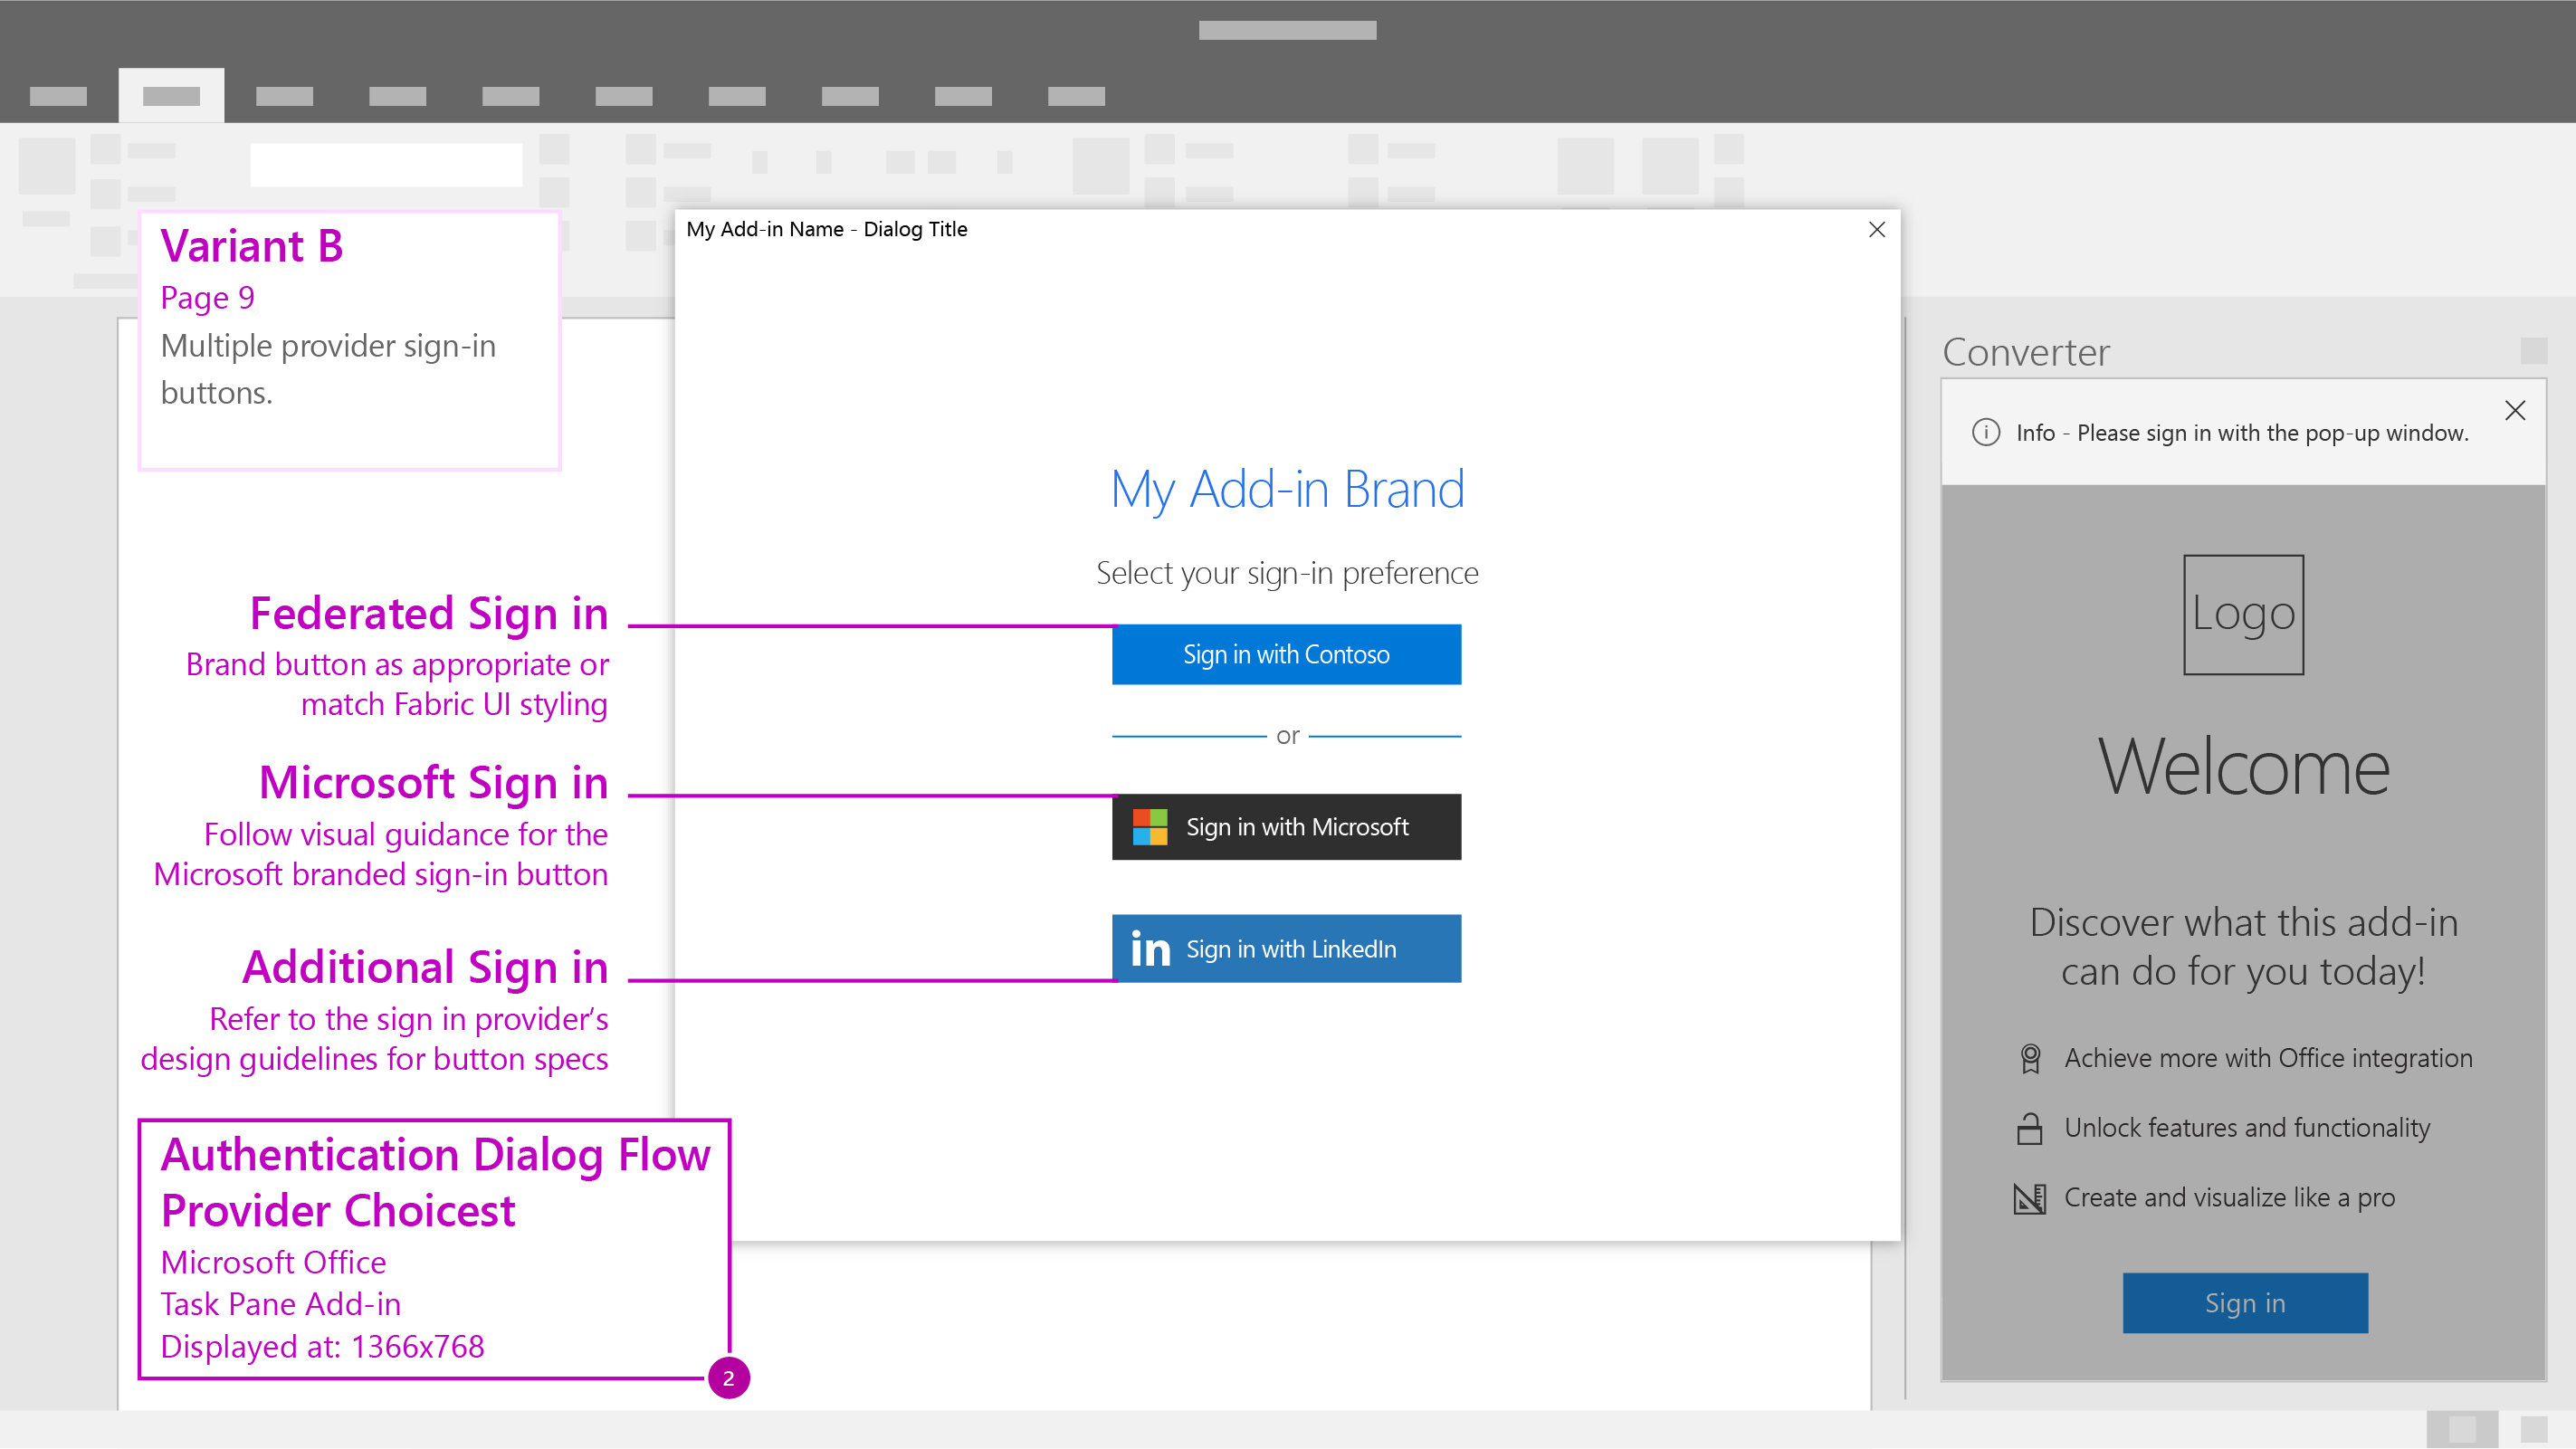 Variant B
Page 9
Multiple provider sign-in
buttons.
Federated Sign in
Brand button as appropriate or
match Fabric UI styling
Microsoft Sign in
Follow visual guidance for the
Microsoft branded sign-in button
Additional Sign in
Refer to the sign in provider’s
design guidelines for button specs
Authentication Dialog Flow
Provider Choicest
Microsoft Office
Task Pane Add-in
Displayed at: 1366x768
2
My Add-in Name - Dialog Title
My Add-in Brand
Select your sign-in preference
Sign in with Contoso
or
Sign in with Microsoft
in Sign in with LinkedIn
Converter
Info - Please sign in with the pop-up window.
Logo
Welcome
Discover what this add-in
can do for you today!
Achieve more with Office integration
Unlock features and functionality
Create and visualize like a pro
Sign in